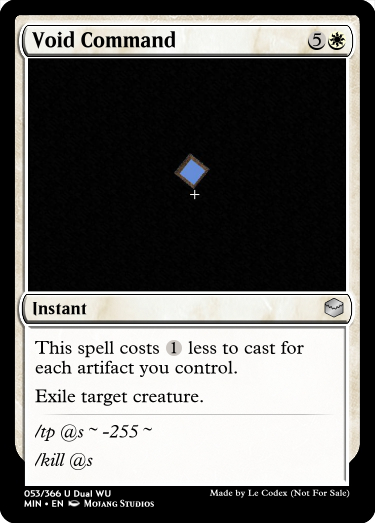 Void Command 5
Instant
This spell costs 1 less to cast for
each artifact you control.
Exile target creature.
/tp @s ~ -255 ~
/kill @s
053/366 U Dual WU
MIN • EN Mojang Studios
Made by Le Codex (Not For Sale)